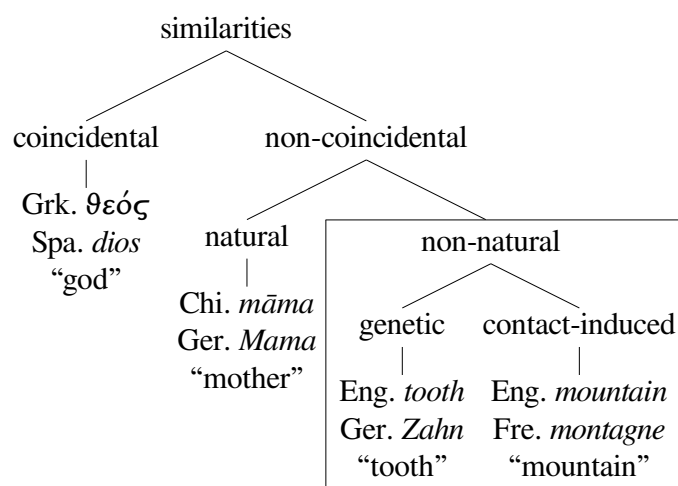 similarities
coincidental
non-coincidental
Grk. ϑεός
Spa. dios
“god”
natural
non-natural
Chi. māma
Ger. Mama
“mother”
genetic
contact-induced
Eng. tooth
Ger. Zahn
“tooth”
Eng. mountain
Fre. montagne
“mountain”